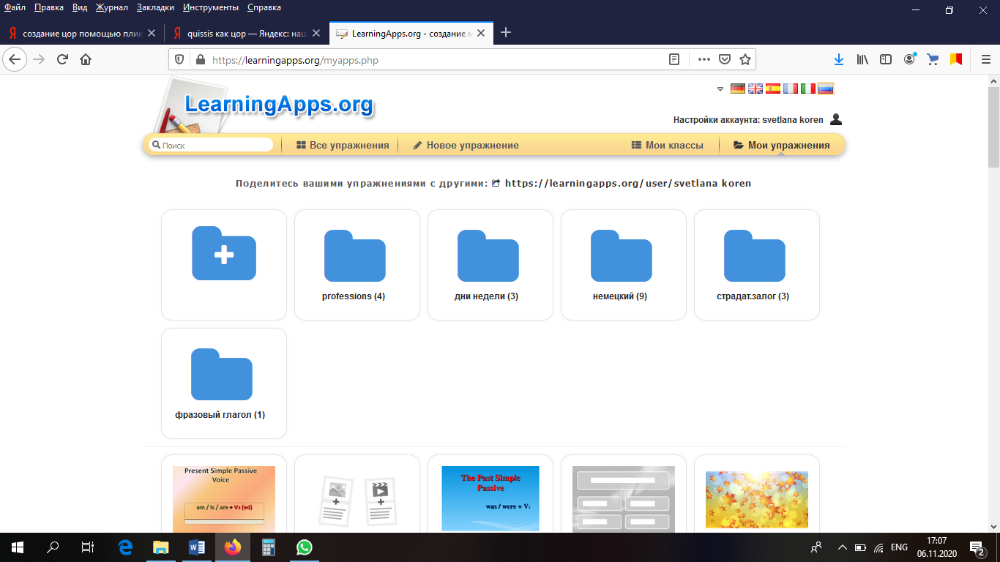 Файл Правка Вид Журнал Закладки Инструменты Справка
создание цор помощью плик
quissis как цор — Яндекс: наш
LearningApps.org - создание м
https://learningapps.org/myapps.php
LearningApps.org
Настройки аккаунта: svetlana koren
Поиск Все упражнения Новое упражнение Мои классы Мои упражнения
Поделитесь вашими упражнениями с другими: https://learningapps.org/user/svetlana koren
professions (4) дни недели (3) немецкий (9) страдат.залог (3)
фразовый глагол (1)
Present Simple Passive
Voice
am / is / are + V3 (ed)
The Past Simple
Passive
was / were + V3
ENG
17:07
06.11.2020
2